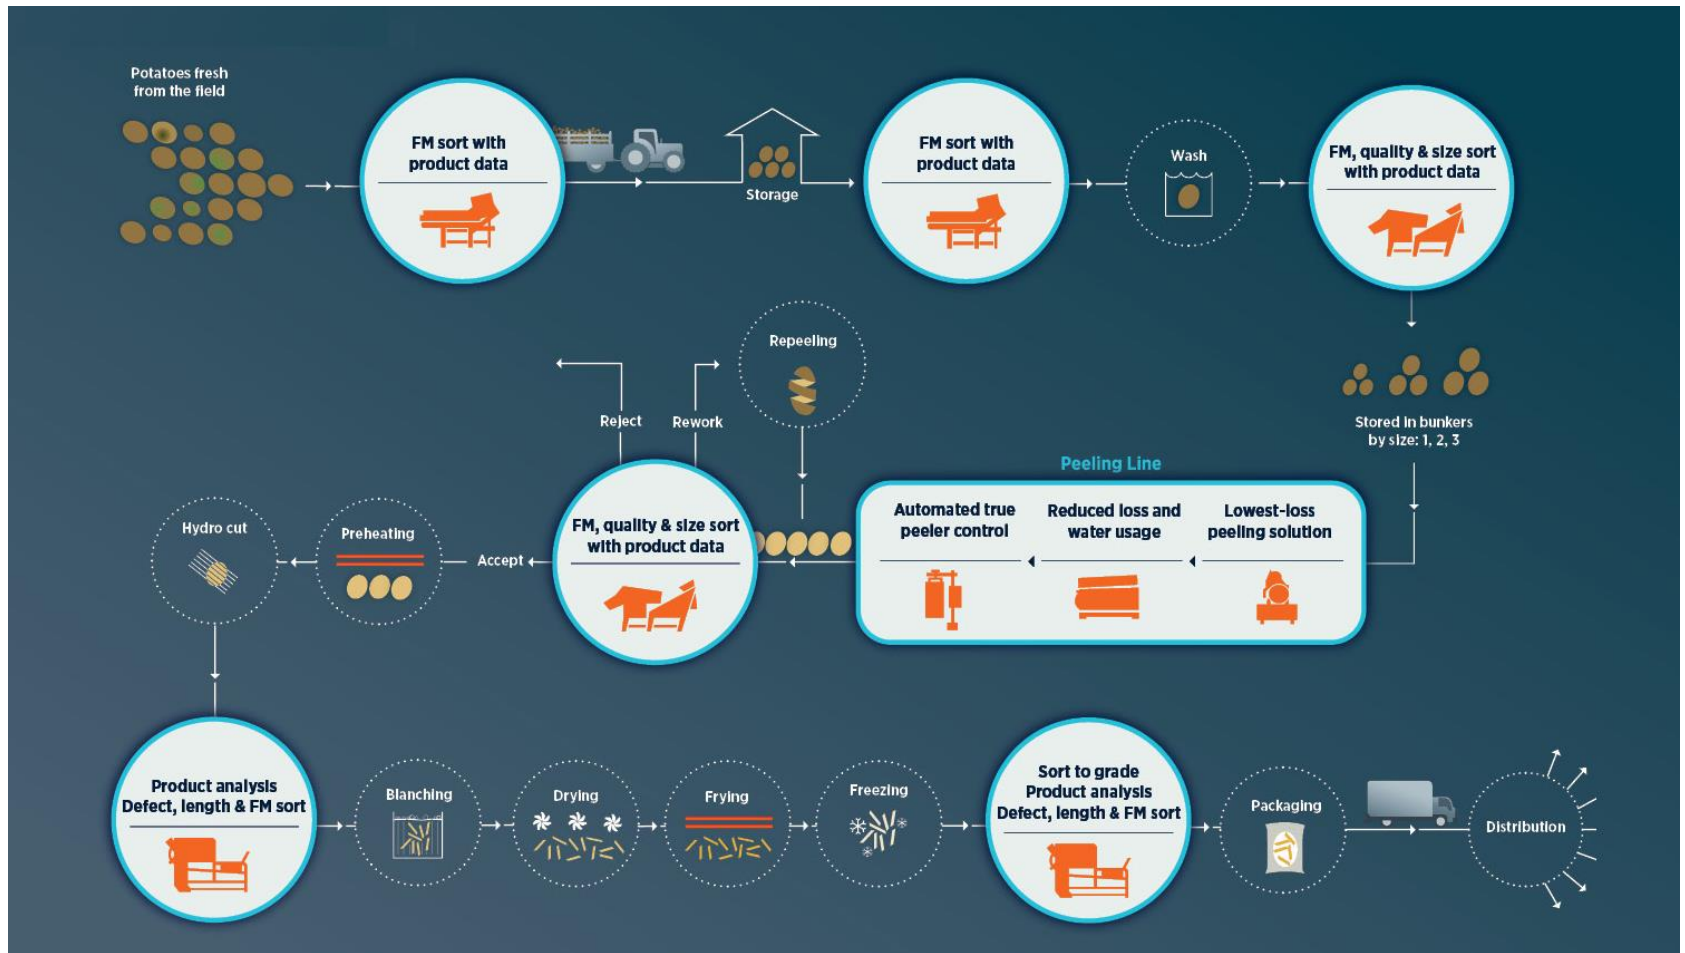 Potatoes fresh
from the field
FM sort with
product data
Storage
FM sort with
product data
Wash
FM, quality & size sort
with product data
Stored in bunkers
by size: 1, 2, 3
Peeling Line
Lowest-loss
peeling solution
Reduced loss and
water usage
Automated true
peeler control
Repeeling
Reject
Rework
FM, quality & size sort
with product data
Accept
Preheating
Hydro cut
Product analysis
Defect, length & FM sort
Blanching
Drying
Frying
Freezing
Sort to grade
Product analysis
Defect, length & FM sort
Packaging
Distribution